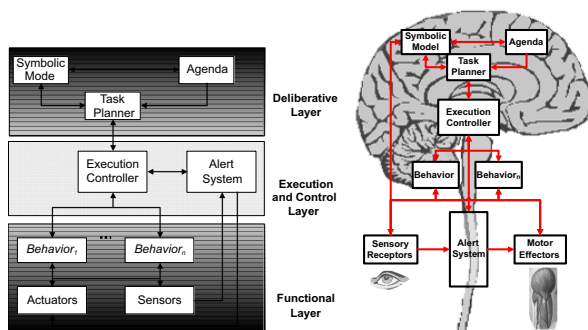 Symbolic
Mode
Agenda
Task
Planner
Deliberative
Layer
Execution
Controller
Alert
System
Execution
and Control
Layer
Behavior1
...
Behaviorn
Actuators
Sensors
Functional
Layer
Symbolic
Model
Agenda
Task
Planner
Execution
Controller
Behavior
Behaviorn
Sensory
Receptors
Alert
System
Motor
Effectors